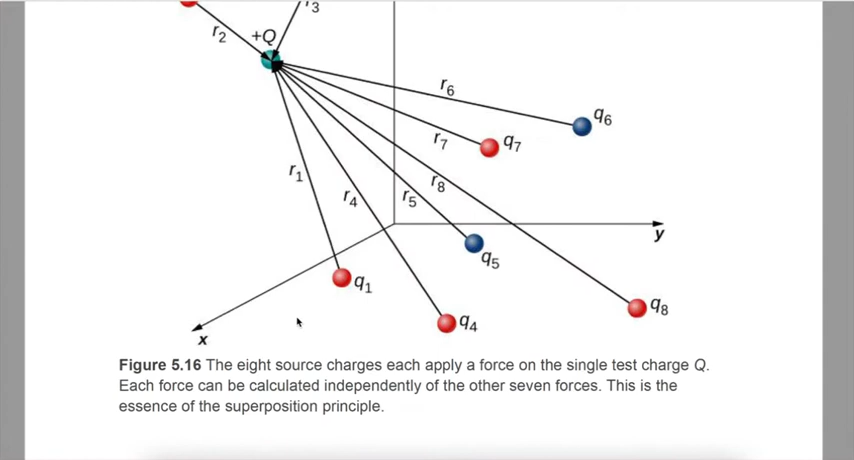 r3
r2
+Q
r6
q6
r7
q7
r1
r8
r4
r5
y
q5
q1
q8
q4
x
Figure 5.16 The eight source charges each apply a force on the single test charge Q.
Each force can be calculated independently of the other seven forces. This is the
essence of the superposition principle.